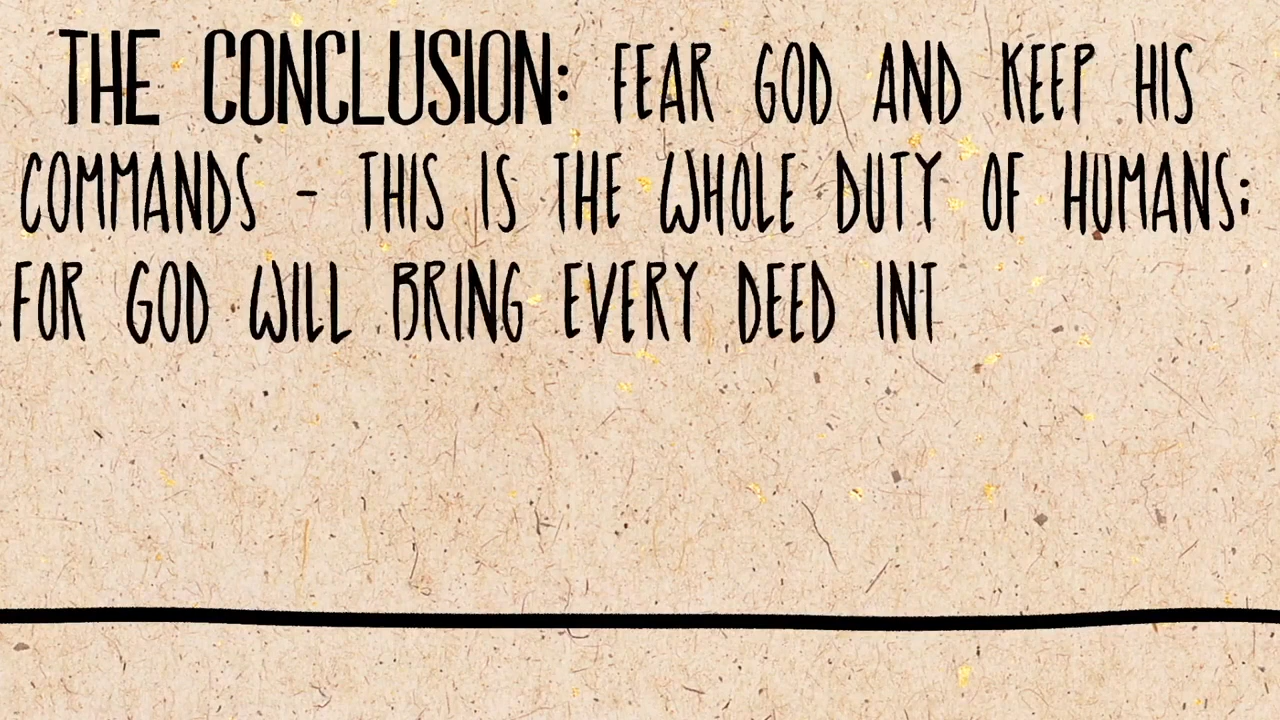 THE CONCLUSION: FEAR GOD AND KEEP HIS
COMMANDS - THIS IS THE WHOLE DUTY OF HUMANS;
FOR GOD WILL BRING EVERY DEED INT